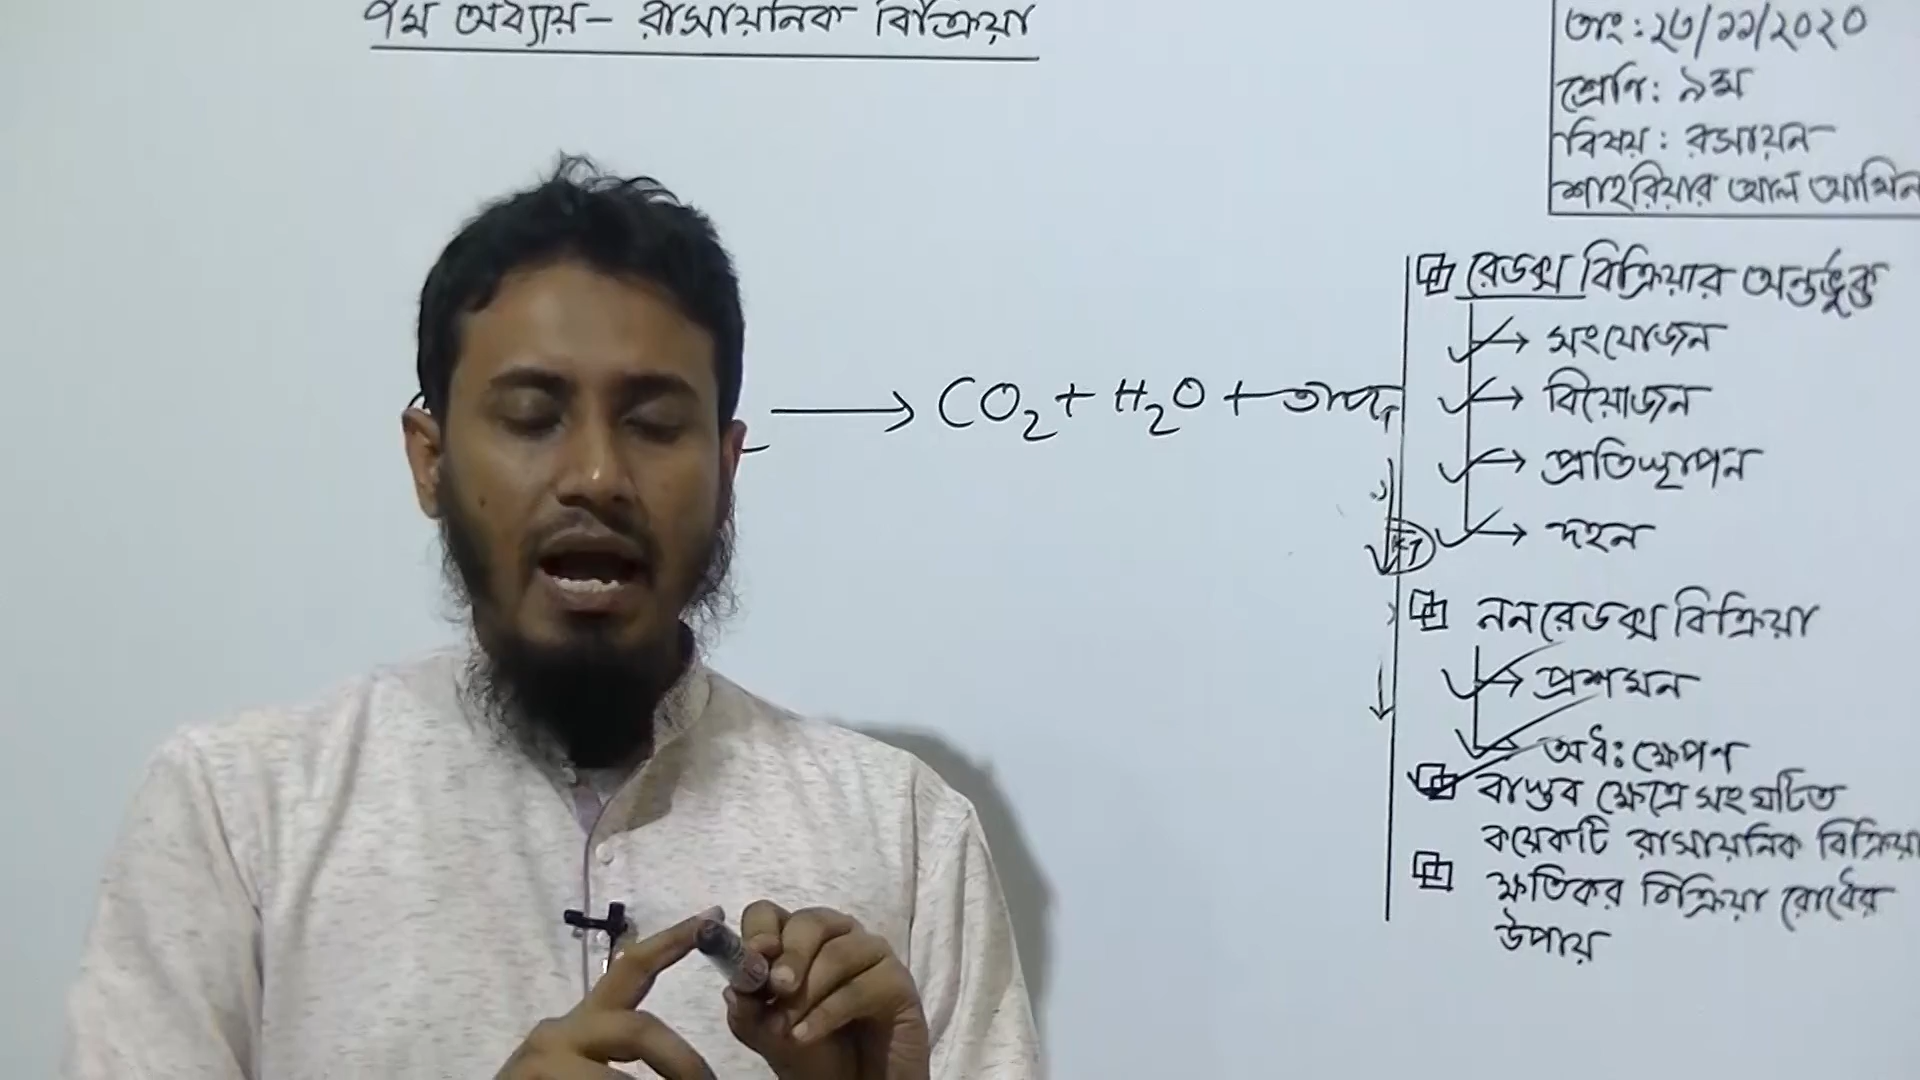 ৭ম অধ্যায় - রাসায়নিক বিক্রিয়া
তাং : ২৩/১১/২০২০
শ্রেণি : ৯ম
বিষয় : রসায়ন
শাহরিয়ার আল আমিন
রেডক্স বিক্রিয়ার অন্তর্ভুক্ত
→ সংযোজন
→ বিয়োজন
→ প্রতিস্থাপন
→ দহন
→ CO₂ + H₂O + তাপ
ননরেডক্স বিক্রিয়া
→ প্রশমন
→ অধঃক্ষেপণ
বাস্তব ক্ষেত্রে সংঘটিত
কয়েকটি রাসায়নিক বিক্রিয়া
ক্ষতিকর বিক্রিয়া রোধের
উপায়